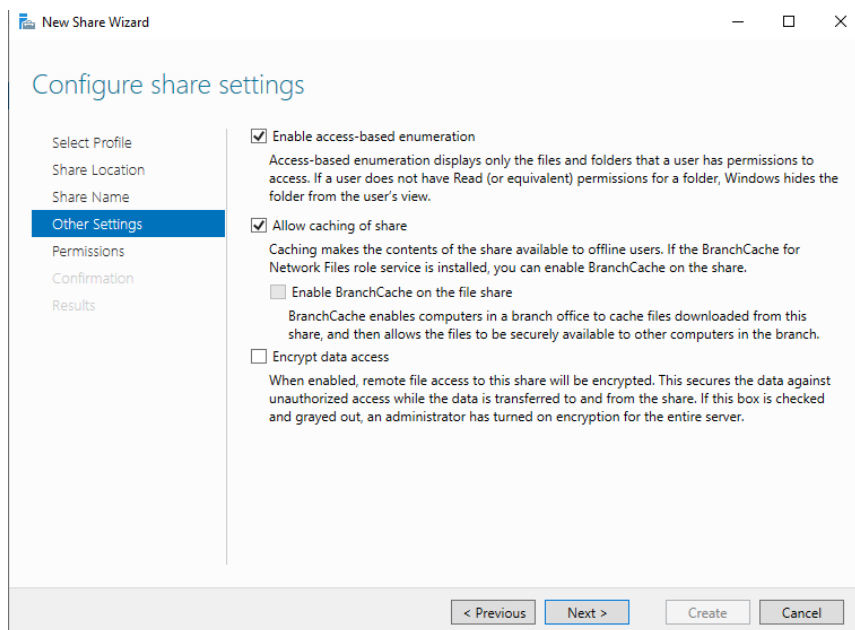 New Share Wizard
Configure share settings
Select Profile
Share Location
Share Name
Other Settings
Permissions
Confirmation
Results
Enable access-based enumeration
Access-based enumeration displays only the files and folders that a user has permissions to
access. If a user does not have Read (or equivalent) permissions for a folder, Windows hides the
folder from the user's view.
Allow caching of share
Caching makes the contents of the share available to offline users. If the BranchCache for
Network Files role service is installed, you can enable BranchCache on the share.
Enable BranchCache on the file share
BranchCache enables computers in a branch office to cache files downloaded from this
share, and then allows the files to be securely available to other computers in the branch.
Encrypt data access
When enabled, remote file access to this share will be encrypted. This secures the data against
unauthorized access while the data is transferred to and from the share. If this box is checked
and grayed out, an administrator has turned on encryption for the entire server.
< Previous Next > Create Cancel